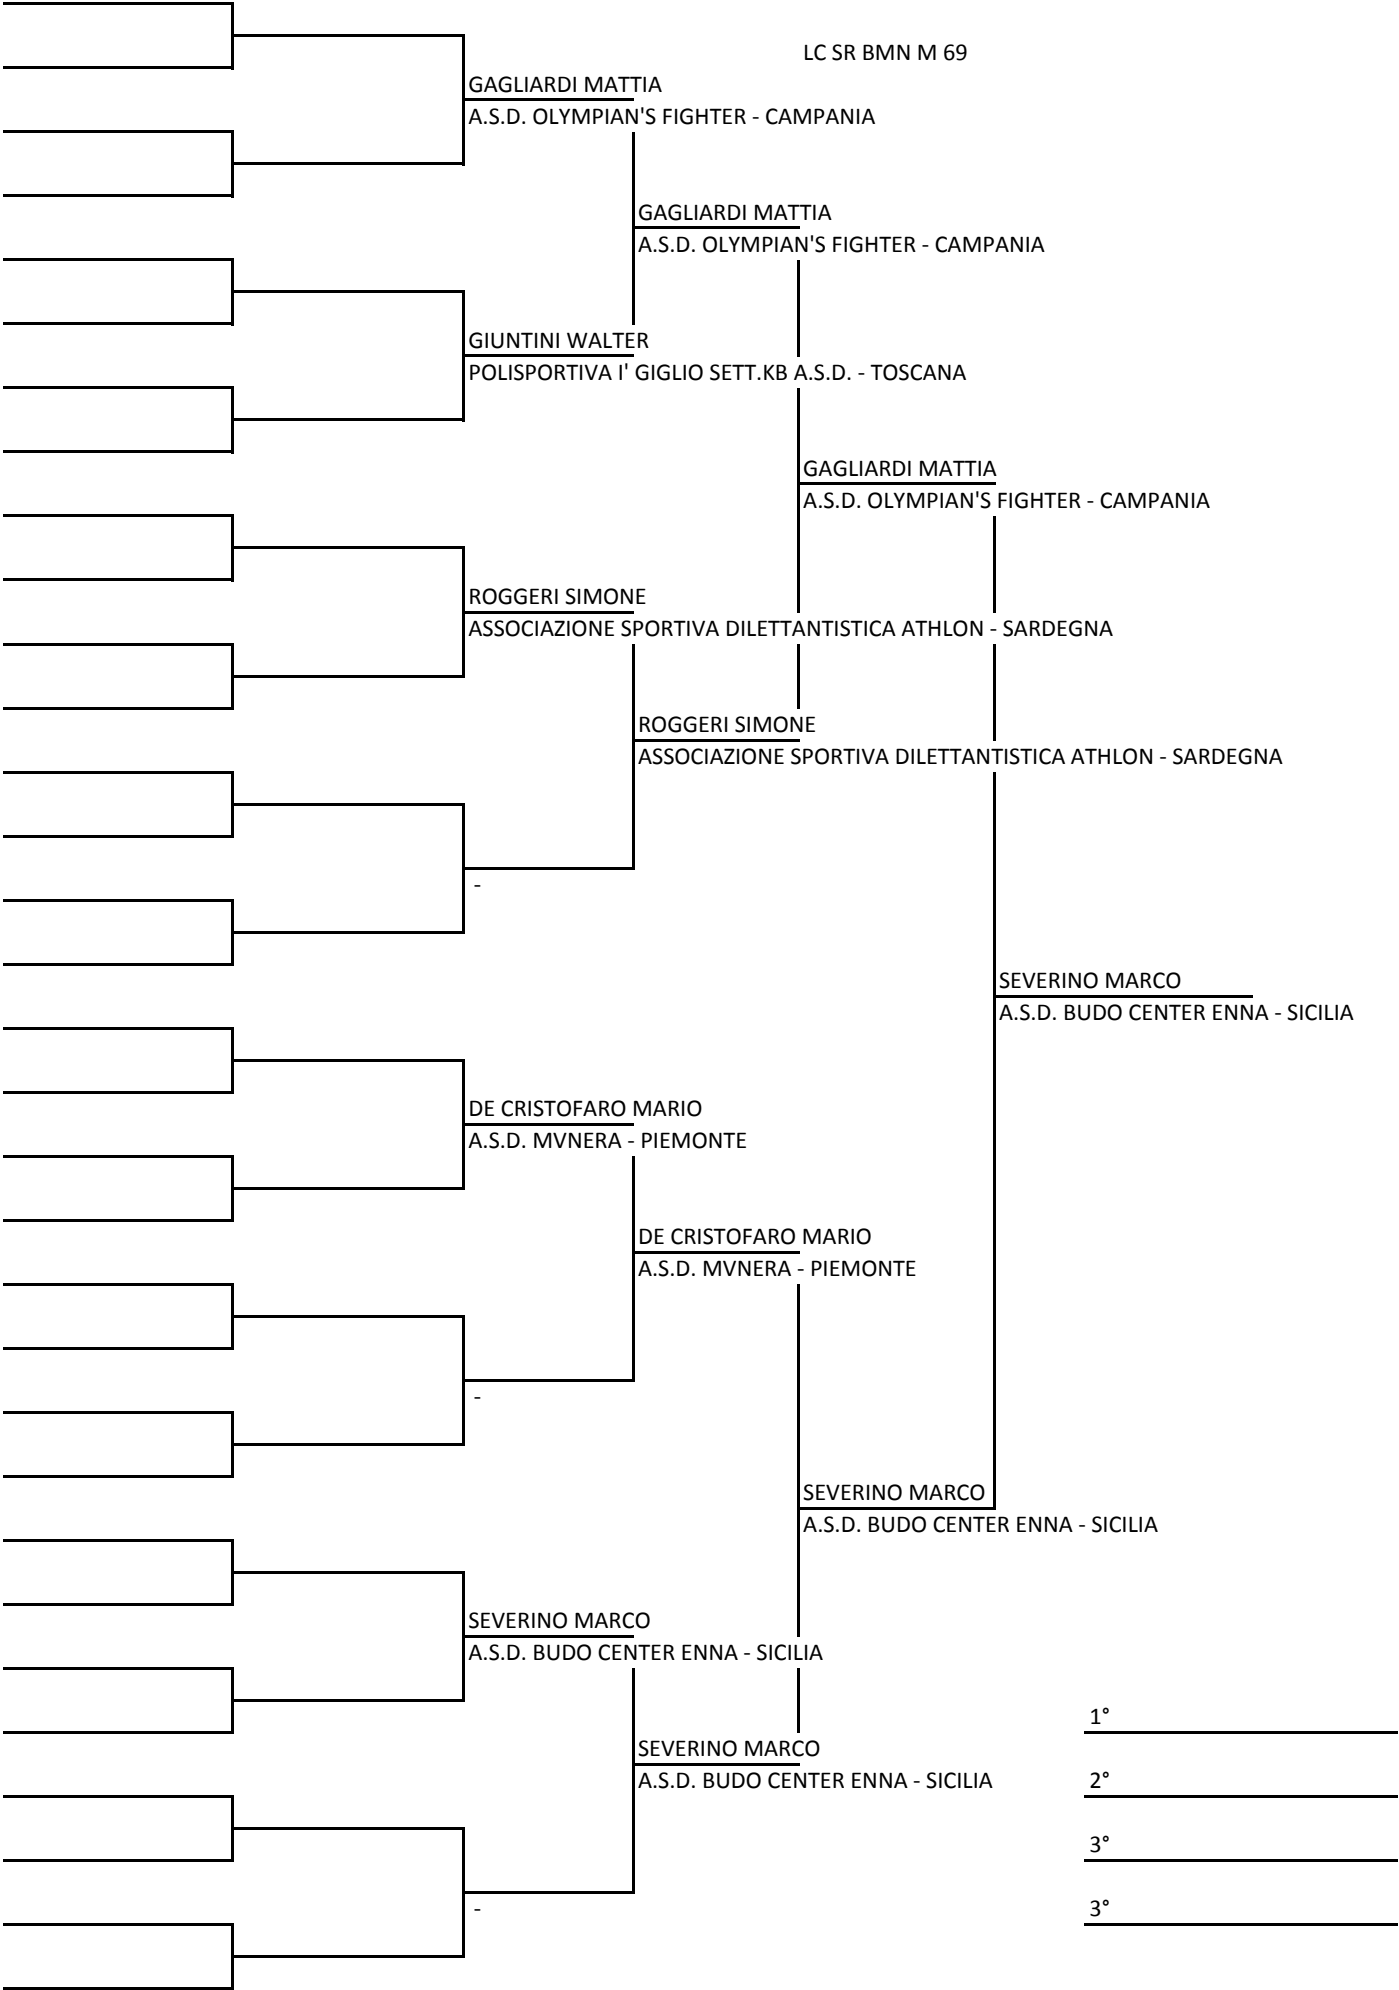 LC SR BMN M 69
GAGLIARDI MATTIA
A.S.D. OLYMPIAN'S FIGHTER - CAMPANIA
GAGLIARDI MATTIA
A.S.D. OLYMPIAN'S FIGHTER - CAMPANIA
GIUNTINI WALTER
POLISPORTIVA I' GIGLIO SETT.KB A.S.D. - TOSCANA
GAGLIARDI MATTIA
A.S.D. OLYMPIAN'S FIGHTER - CAMPANIA
ROGGERI SIMONE
ASSOCIAZIONE SPORTIVA DILETTANTISTICA ATHLON - SARDEGNA
ROGGERI SIMONE
ASSOCIAZIONE SPORTIVA DILETTANTISTICA ATHLON - SARDEGNA
-
SEVERINO MARCO
A.S.D. BUDO CENTER ENNA - SICILIA
DE CRISTOFARO MARIO
A.S.D. MVNERA - PIEMONTE
DE CRISTOFARO MARIO
A.S.D. MVNERA - PIEMONTE
-
SEVERINO MARCO
A.S.D. BUDO CENTER ENNA - SICILIA
SEVERINO MARCO
A.S.D. BUDO CENTER ENNA - SICILIA
1°
SEVERINO MARCO
A.S.D. BUDO CENTER ENNA - SICILIA
2°
3°
-
3°